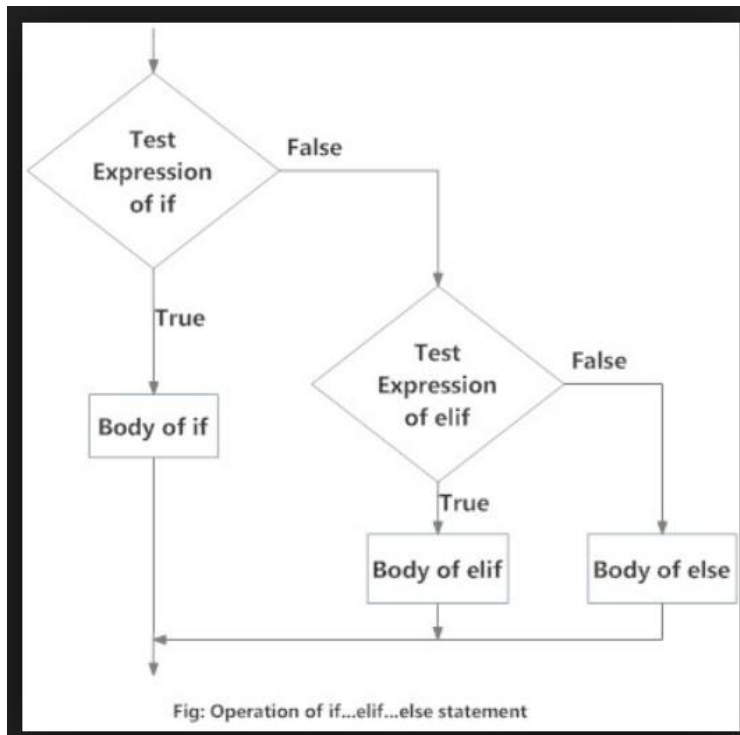 Test
Expression
of if
False
True
Body of if
Test
Expression
of elif
False
True
Body of elif
Body of else
Fig: Operation of if...elif...else statement